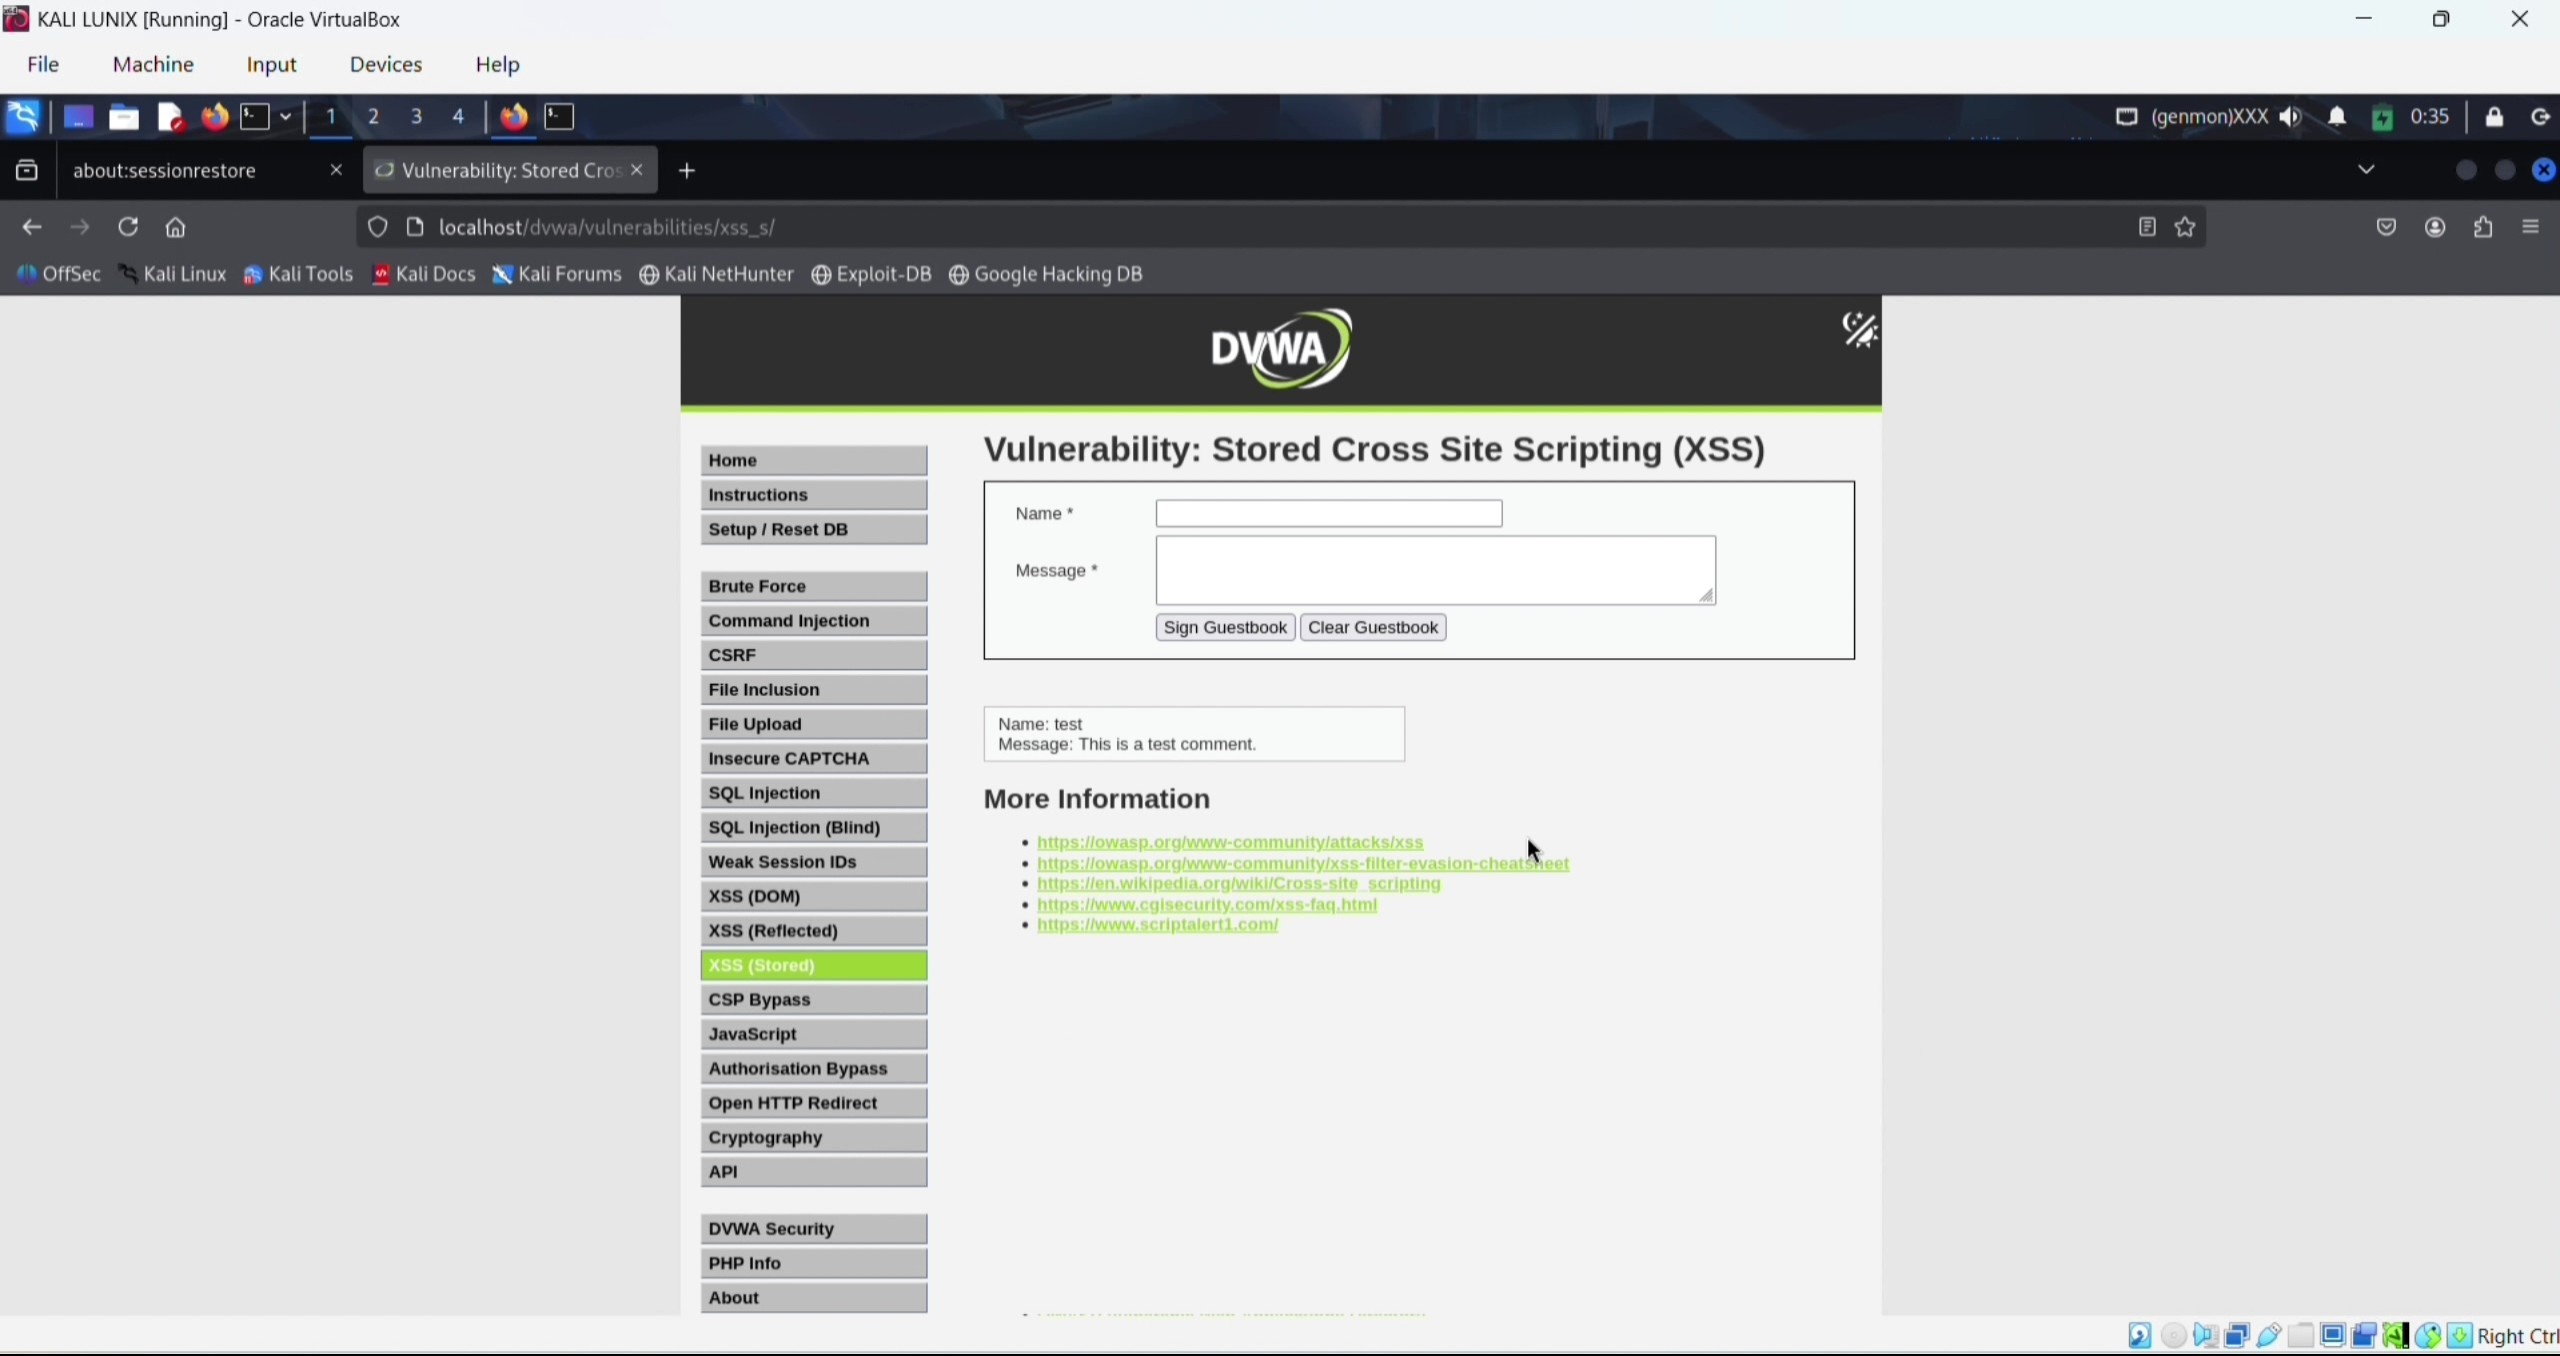 KALI LUNIX [Running] - Oracle VirtualBox
File Machine Input Devices Help
1 2 3 4 (genmon)XXX 0:35
about:sessionrestore Vulnerability: Stored Cros
localhost/dvwa/vulnerabilities/xss_s/
OffSec Kali Linux Kali Tools Kali Docs Kali Forums Kali NetHunter Exploit-DB Google Hacking DB
DVWA
Home
Instructions
Setup / Reset DB
Brute Force
Command Injection
CSRF
File Inclusion
File Upload
Insecure CAPTCHA
SQL Injection
SQL Injection (Blind)
Weak Session IDs
XSS (DOM)
XSS (Reflected)
XSS (Stored)
CSP Bypass
JavaScript
Authorisation Bypass
Open HTTP Redirect
Cryptography
API
DVWA Security
PHP Info
About
Vulnerability: Stored Cross Site Scripting (XSS)
Name *
Message *
Sign Guestbook Clear Guestbook
Name: test
Message: This is a test comment.
More Information
https://owasp.org/www-community/attacks/xss
https://owasp.org/www-community/xss-filter-evasion-cheatsheet
https://en.wikipedia.org/wiki/Cross-site_scripting
https://www.cgisecurity.com/xss-faq.html
https://www.scriptalert1.com/
Right Ctrl